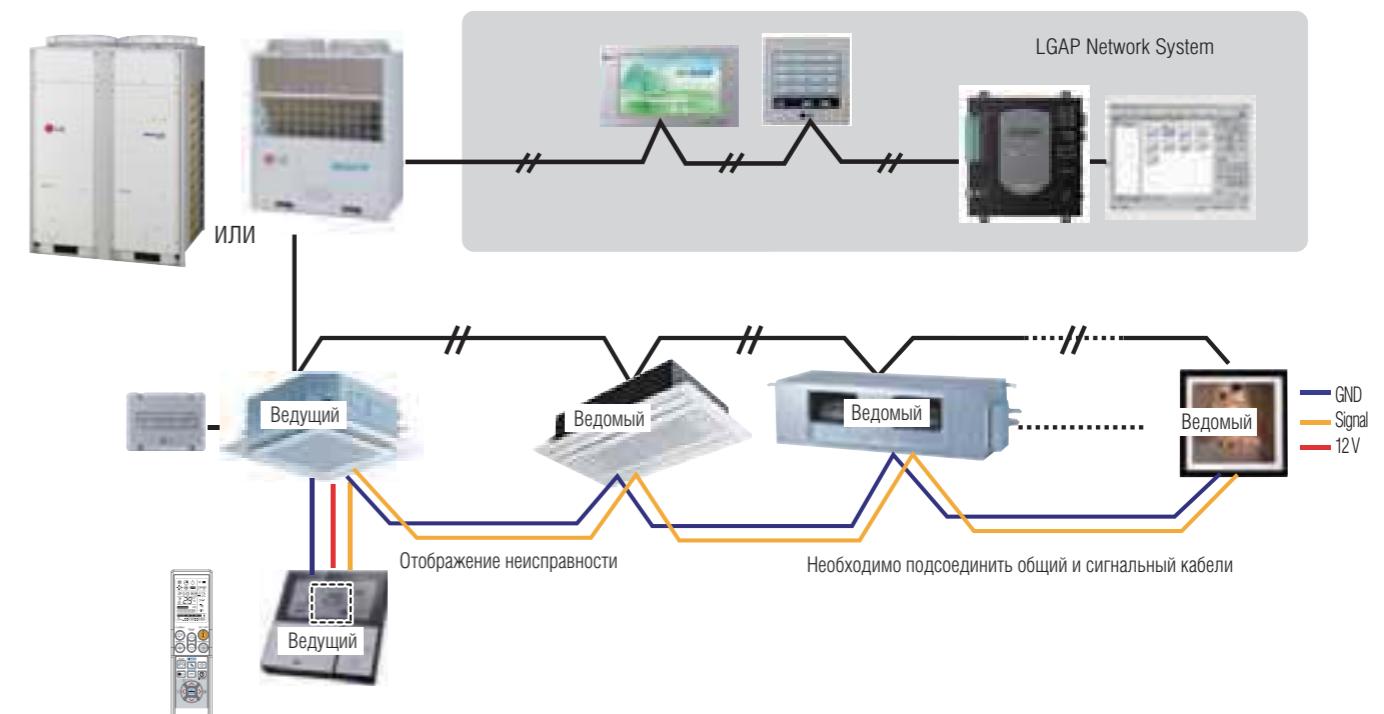 LGAP Network System
ИЛИ
Ведущий
Ведомый
Ведомый
Ведомый
GND
Signal
12 V
Отображение неисправности
Необходимо подсоединить общий и сигнальный кабели
Ведущий